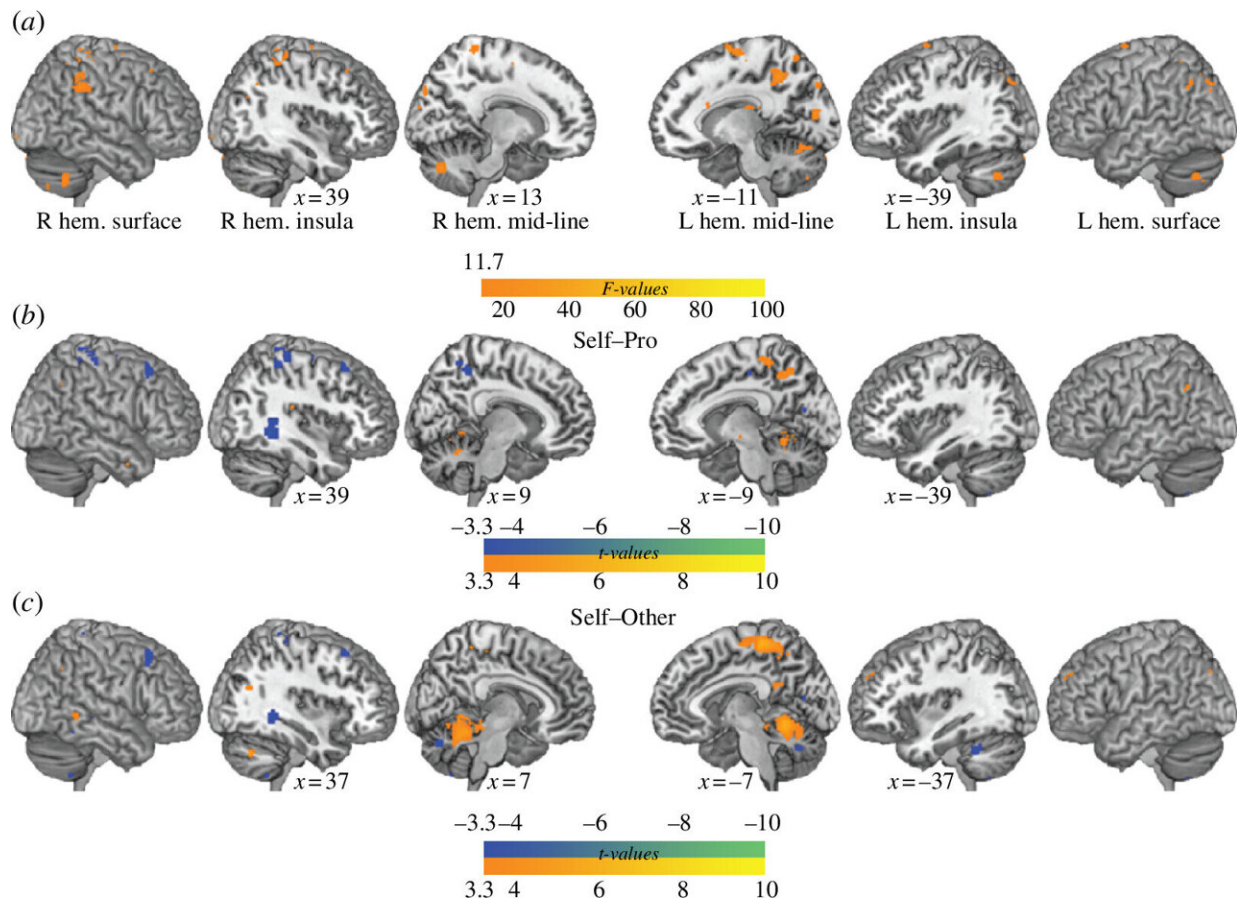 (a)
x=39 x=13 x=–11 x=–39
R hem. surface R hem. insula R hem. mid-line L hem. mid-line L hem. insula L hem. surface
11.7
F-values
20 40 60 80 100
(b)
Self–Pro
x=39 x=9 x=–9 x=–39
–3.3 –4 –6 –8 –10
t-values
3.3 4 6 8 10
(c)
Self–Other
x=37 x=7 x=–7 x=–37
–3.3 –4 –6 –8 –10
t-values
3.3 4 6 8 10